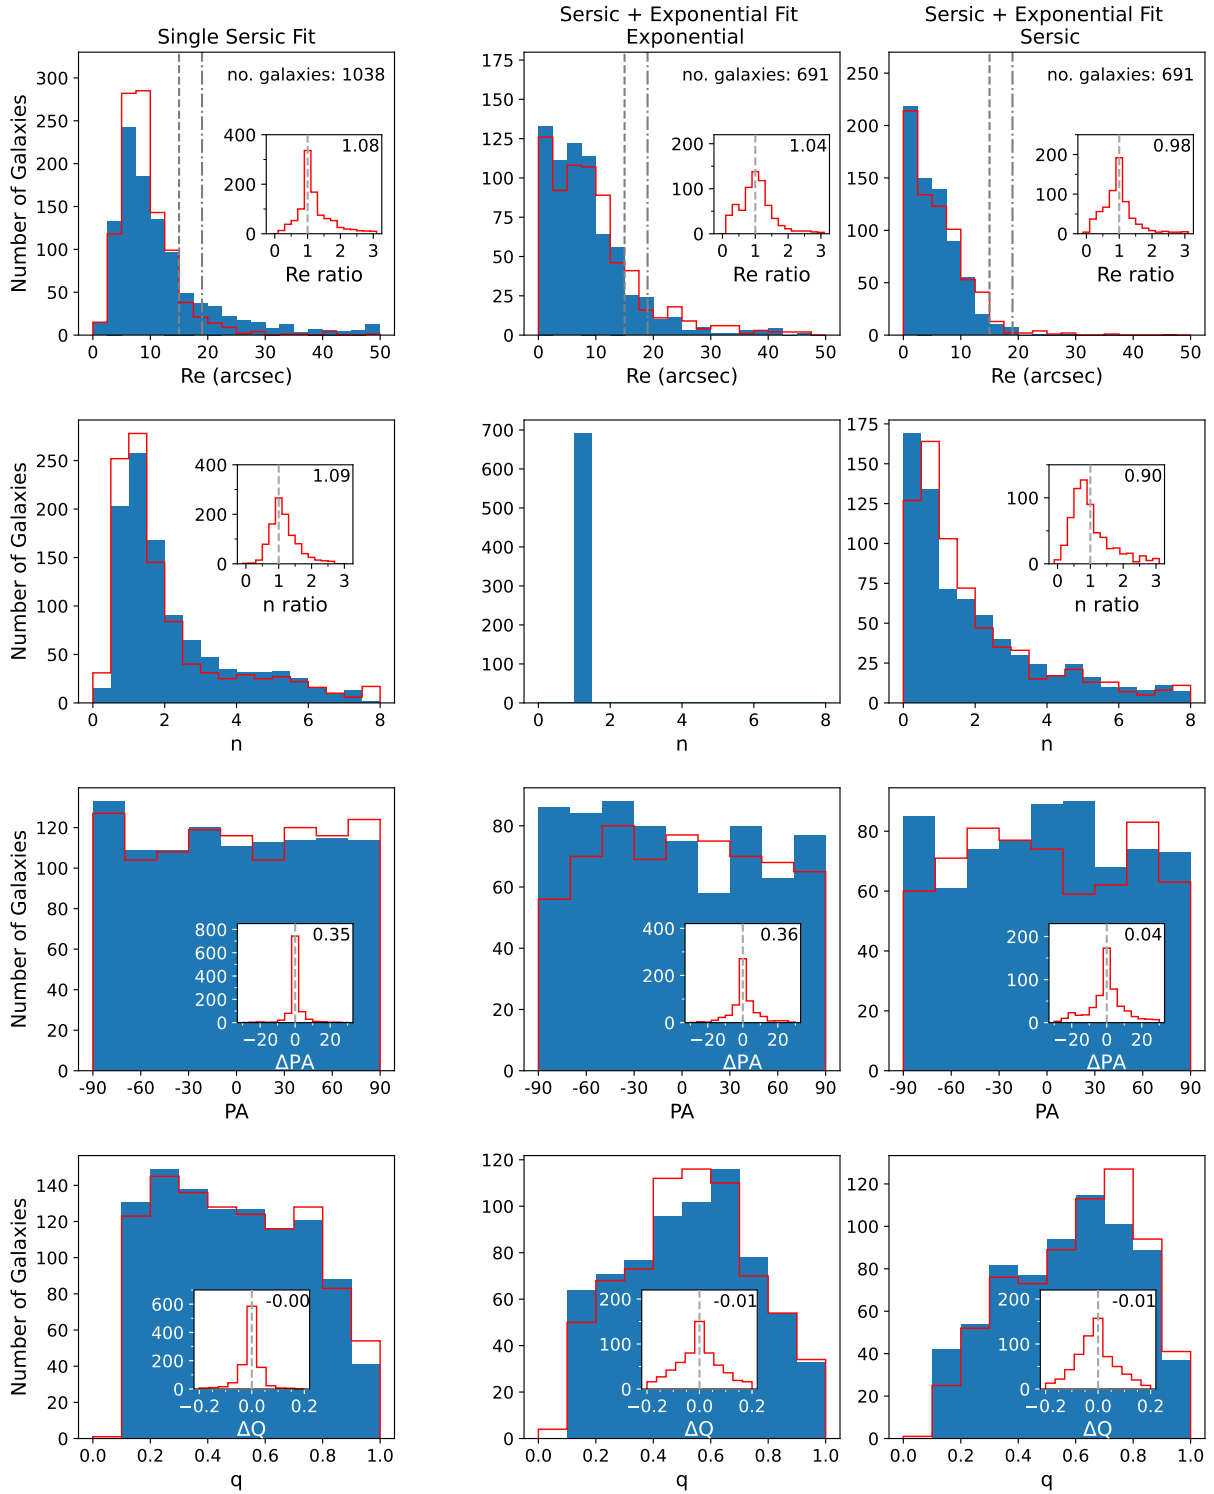 Single Sersic Fit
Sersic + Exponential Fit
Exponential
Sersic + Exponential Fit
Sersic
Number of Galaxies
300
250
200
150
100
50
0
no. galaxies: 1038
400
200
0
1.08
0 1 2 3
Re ratio
0 10 20 30 40 50
Re (arcsec)
175
150
125
100
75
50
25
0
no. galaxies: 691
200
100
0
1.04
0 1 2 3
Re ratio
0 10 20 30 40 50
Re (arcsec)
250
200
150
100
50
0
no. galaxies: 691
200
100
0
0.98
0 1 2 3
Re ratio
0 10 20 30 40 50
Re (arcsec)
Number of Galaxies
250
200
150
100
50
0
400
200
0
1.09
0 1 2 3
n ratio
0 2 4 6 8
n
700
600
500
400
300
200
100
0
0 2 4 6 8
n
175
150
125
100
75
50
25
0
100
0
0.90
0 1 2 3
n ratio
0 2 4 6 8
n
Number of Galaxies
120
100
80
60
40
20
0
800
600
400
200
0
0.35
−20 0 20
ΔPA
-90 -60 -30 0 30 60 90
PA
80
60
40
20
0
400
200
0
0.36
−20 0 20
ΔPA
-90 -60 -30 0 30 60 90
PA
80
60
40
20
0
200
100
0
0.04
−20 0 20
ΔPA
-90 -60 -30 0 30 60 90
PA
Number of Galaxies
140
120
100
80
60
40
20
0
600
400
200
0
-0.00
−0.2 0.0 0.2
ΔQ
0.0 0.2 0.4 0.6 0.8 1.0
q
120
100
80
60
40
20
0
200
100
0
-0.01
−0.2 0.0 0.2
ΔQ
0.0 0.2 0.4 0.6 0.8 1.0
q
120
100
80
60
40
20
0
200
100
0
-0.01
−0.2 0.0 0.2
ΔQ
0.0 0.2 0.4 0.6 0.8 1.0
q